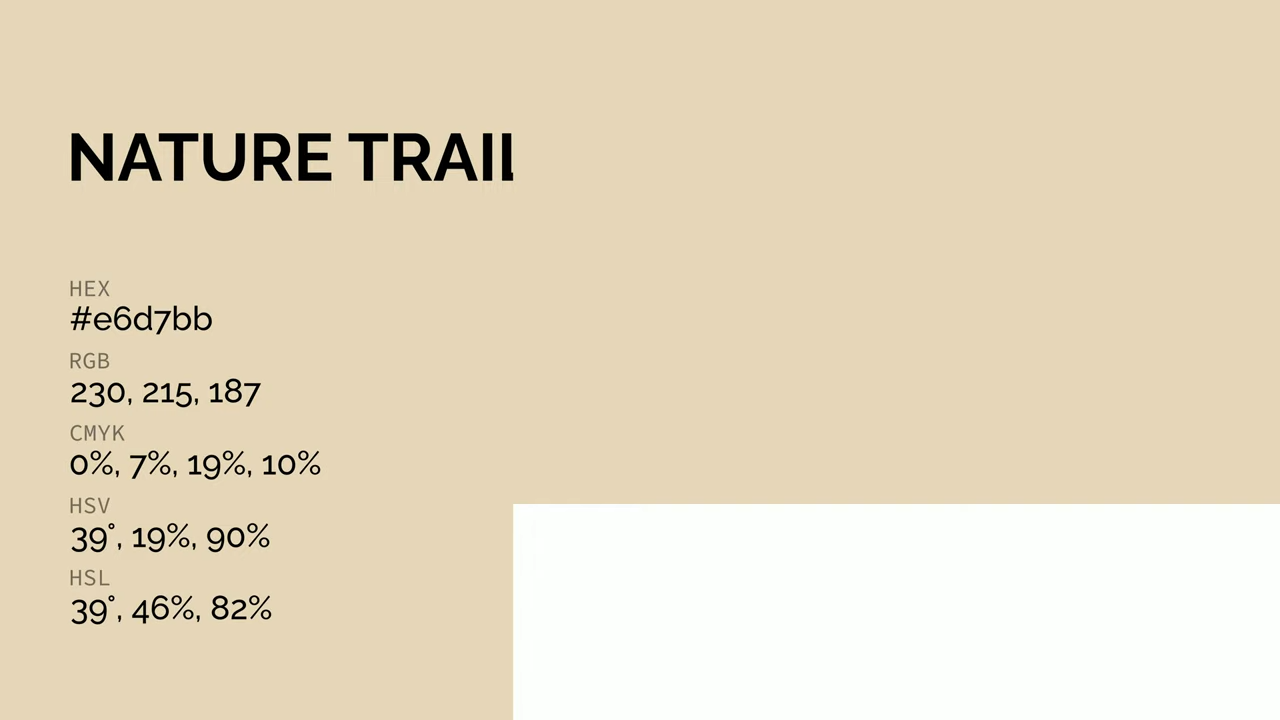 NATURE TRAIL
HEX
#e6d7bb
RGB
230, 215, 187
CMYK
0%, 7%, 19%, 10%
HSV
39°, 19%, 90%
HSL
39°, 46%, 82%